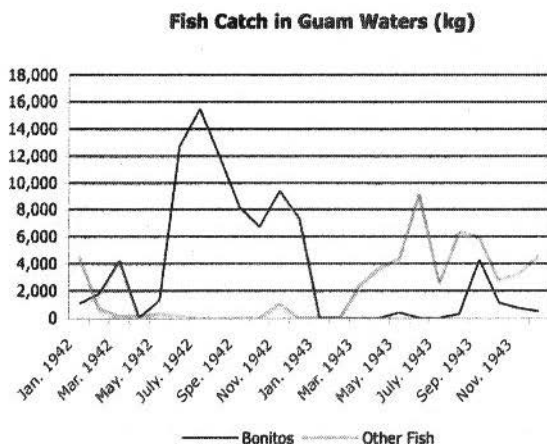 Fish Catch in Guam Waters (kg)
18,000
16,000
14,000
12,000
10,000
8,000
6,000
4,000
2,000
0
Jan. 1942
Mar. 1942
May. 1942
July. 1942
Spe. 1942
Nov. 1942
Jan. 1943
Mar. 1943
May. 1943
July. 1943
Sep. 1943
Nov. 1943
Bonitos
Other Fish